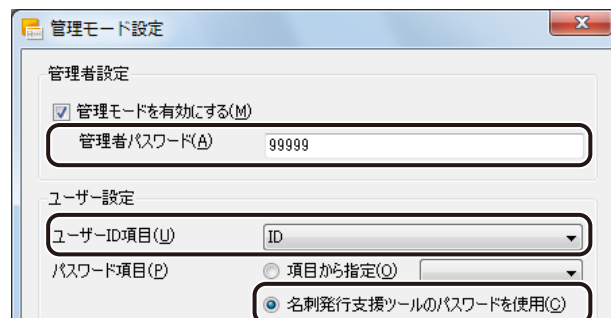 管理モード設定
管理者設定
管理モードを有効にする(M)
管理者パスワード(A) 99999
ユーザー設定
ユーザーID項目(U) ID
パスワード項目(P) 項目から指定(O)
名刺発行支援ツールのパスワードを使用(C)